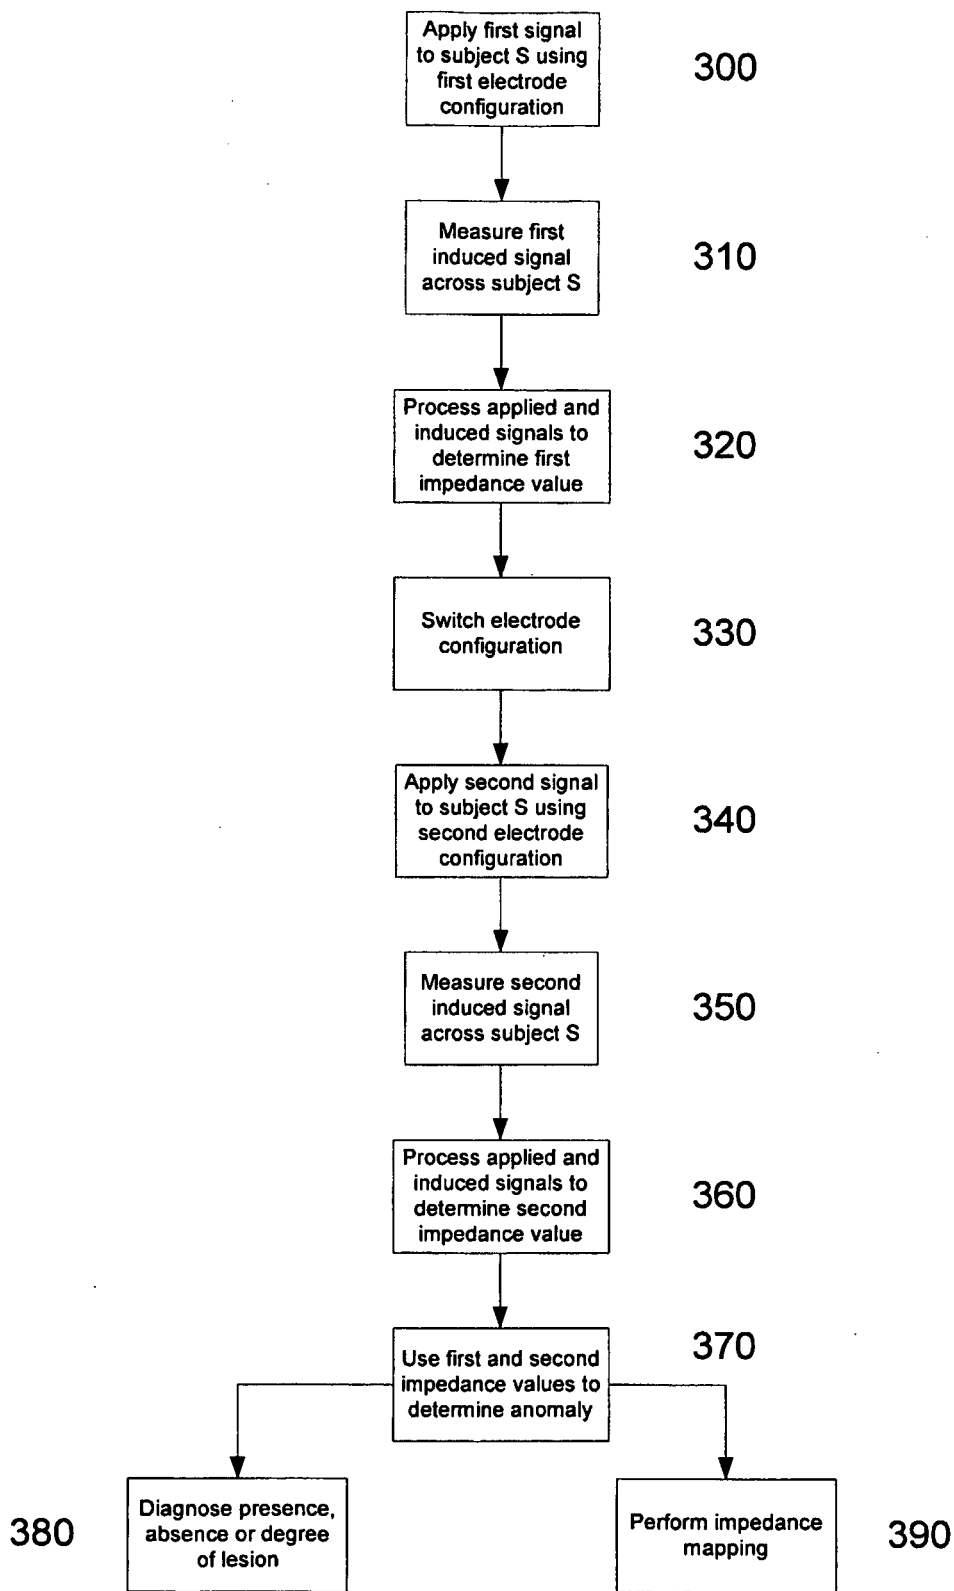 Apply first signal
to subject S using
first electrode
configuration
300
Measure first
induced signal
across subject S
310
Process applied and
induced signals to
determine first
impedance value
320
Switch electrode
configuration
330
Apply second signal
to subject S using
second electrode
configuration
340
Measure second
induced signal
across subject S
350
Process applied and
induced signals to
determine second
impedance value
360
Use first and second
impedance values to
determine anomaly
370
380
Diagnose presence,
absence or degree
of lesion
Perform impedance
mapping
390